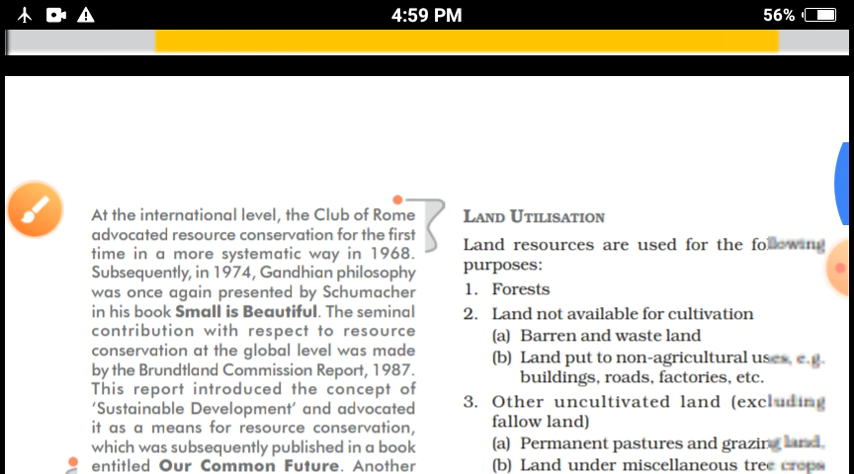 4:59 PM
56%
At the international level, the Club of Rome
advocated resource conservation for the first
time in a more systematic way in 1968.
Subsequently, in 1974, Gandhian philosophy
was once again presented by Schumacher
in his book Small is Beautiful. The seminal
contribution with respect to resource
conservation at the global level was made
by the Brundtland Commission Report, 1987.
This report introduced the concept of
‘Sustainable Development’ and advocated
it as a means for resource conservation,
which was subsequently published in a book
entitled Our Common Future. Another
LAND UTILISATION
Land resources are used for the following
purposes:
1. Forests
2. Land not available for cultivation
(a) Barren and waste land
(b) Land put to non-agricultural uses, e.g.
buildings, roads, factories, etc.
3. Other uncultivated land (excluding
fallow land)
(a) Permanent pastures and grazing land,
(b) Land under miscellaneous tree crops